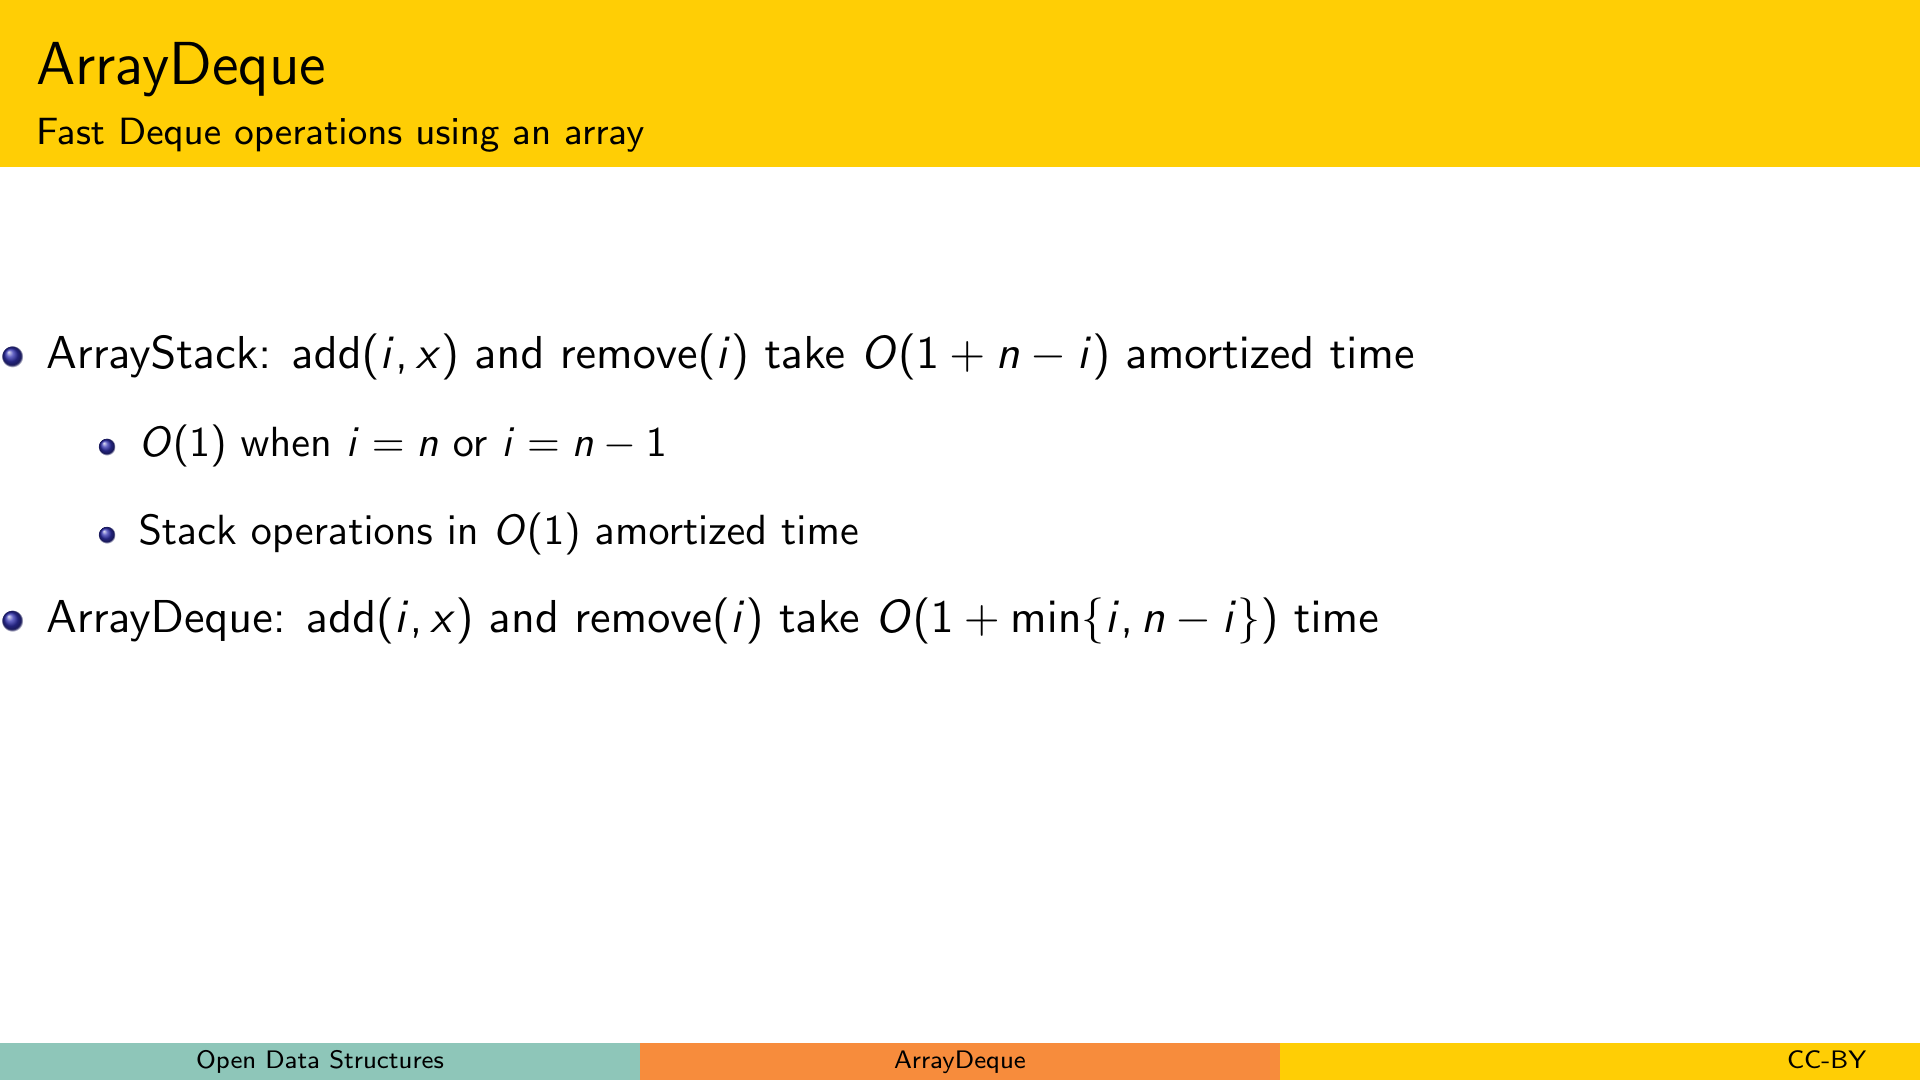 ArrayDeque
Fast Deque operations using an array
ArrayStack: add(i, x) and remove(i) take O(1 + n − i) amortized time
O(1) when i = n or i = n − 1
Stack operations in O(1) amortized time
ArrayDeque: add(i, x) and remove(i) take O(1 + min{i, n − i}) time
Open Data Structures
ArrayDeque
CC-BY